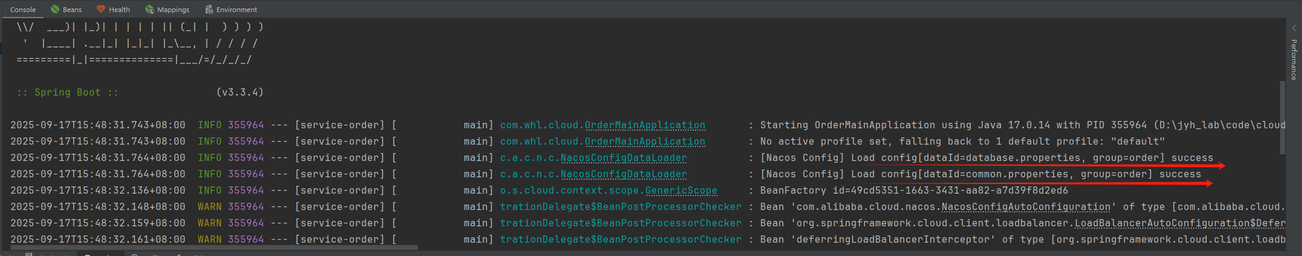 Console Beans Health Mappings Environment
\\/  ___)| |_)| | | | | || (_| |  ) ) ) )
'  |____| .__|_| |_|_| |_\__, | / / / /
=========|_|==============|___/=/_/_/_/
:: Spring Boot ::                (v3.3.4)
2025-09-17T15:48:31.743+08:00  INFO 355964 --- [service-order] [           main] com.whl.cloud.OrderMainApplication       : Starting OrderMainApplication using Java 17.0.14 with PID 355964 (D:\jyh_lab\code\cloud
2025-09-17T15:48:31.744+08:00  INFO 355964 --- [service-order] [           main] com.whl.cloud.OrderMainApplication       : No active profile set, falling back to 1 default profile: "default"
2025-09-17T15:48:31.764+08:00  INFO 355964 --- [service-order] [           main] c.a.c.n.c.NacosConfigDataLoader          : [Nacos Config] Load config[dataId=database.properties, group=order] success
2025-09-17T15:48:31.764+08:00  INFO 355964 --- [service-order] [           main] c.a.c.n.c.NacosConfigDataLoader          : [Nacos Config] Load config[dataId=common.properties, group=order] success
2025-09-17T15:48:32.136+08:00  INFO 355964 --- [service-order] [           main] o.s.cloud.context.scope.GenericScope     : BeanFactory id=49cd5351-1663-3431-aa82-a7d39f8d2ed6
2025-09-17T15:48:32.148+08:00  WARN 355964 --- [service-order] [           main] trationDelegate$BeanPostProcessorChecker : Bean 'com.alibaba.cloud.nacos.NacosConfigAutoConfiguration' of type [com.alibaba.cloud.
2025-09-17T15:48:32.159+08:00  WARN 355964 --- [service-order] [           main] trationDelegate$BeanPostProcessorChecker : Bean 'org.springframework.cloud.client.loadbalancer.LoadBalancerAutoConfiguration$Defer
2025-09-17T15:48:32.161+08:00  WARN 355964 --- [service-order] [           main] trationDelegate$BeanPostProcessorChecker : Bean 'deferringLoadBalancerInterceptor' of type [org.springframework.cloud.client.loadb
Performance